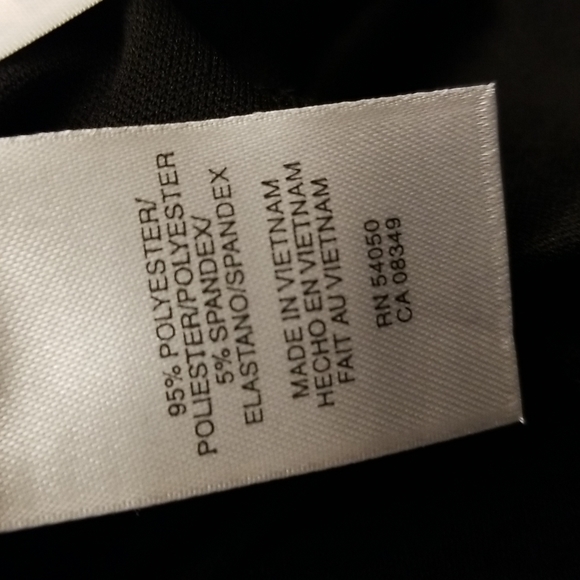 95% POLYESTER/
POLIESTER/POLYESTER
5% SPANDEX/
ELASTANO/SPANDEX
MADE IN VIETNAM
HECHO EN VIETNAM
FAIT AU VIETNAM
RN 54050
CA 08349